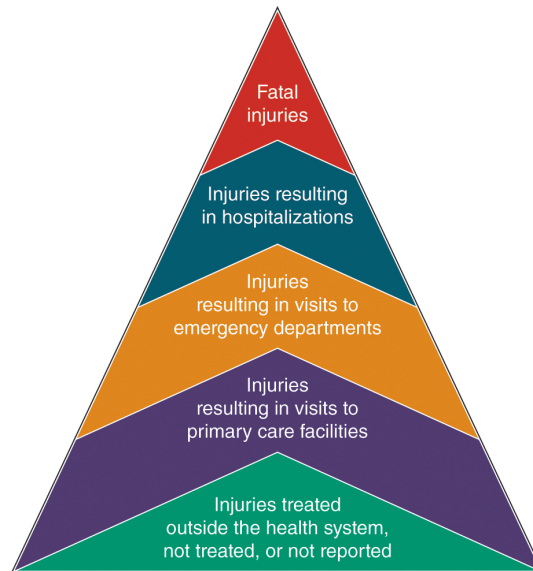 Fatal
injuries
Injuries resulting
in hospitalizations
Injuries
resulting in visits to
emergency departments
Injuries
resulting in visits to
primary care facilities
Injuries treated
outside the health system,
not treated, or not reported